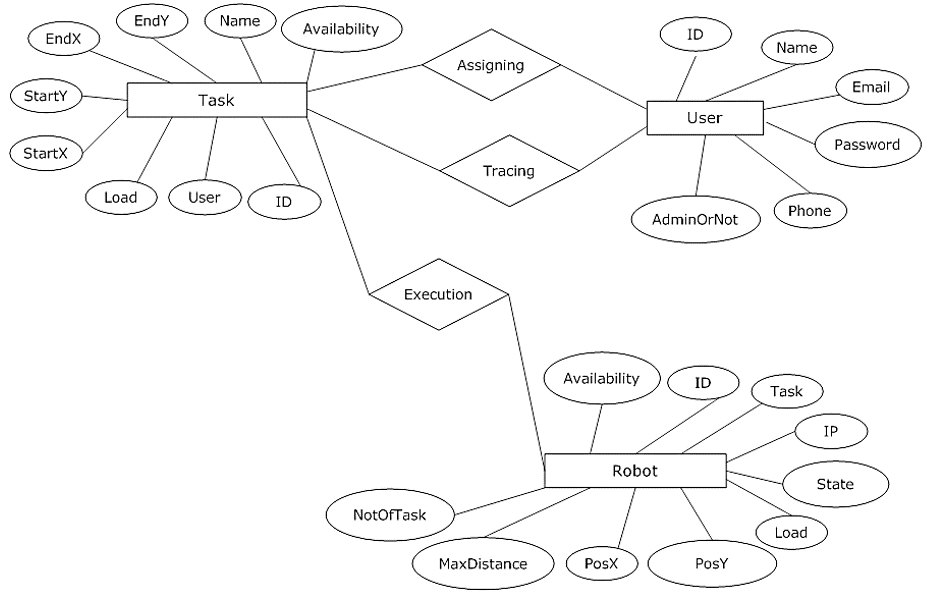 EndX
EndY
Name
Availability
StartY
StartX
Task
Load
User
ID
Assigning
Tracing
ID
Name
Email
Password
User
AdminOrNot
Phone
Execution
Availability
ID
Task
IP
State
Load
Robot
NotOfTask
MaxDistance
PosX
PosY